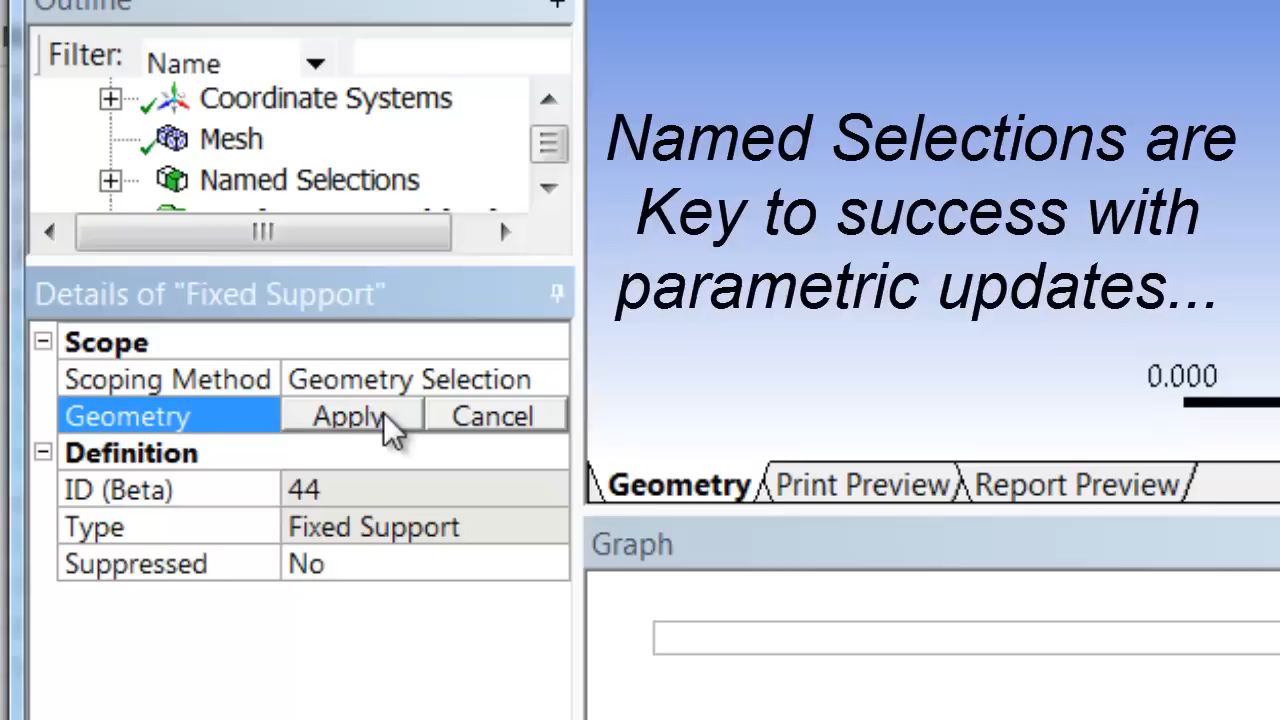 Outline
Filter: Name
Coordinate Systems
Mesh
Named Selections
Details of "Fixed Support"
Scope
Scoping Method Geometry Selection
Geometry Apply Cancel
Definition
ID (Beta) 44
Type Fixed Support
Suppressed No
Named Selections are
Key to success with
parametric updates...
0.000
Geometry Print Preview Report Preview
Graph